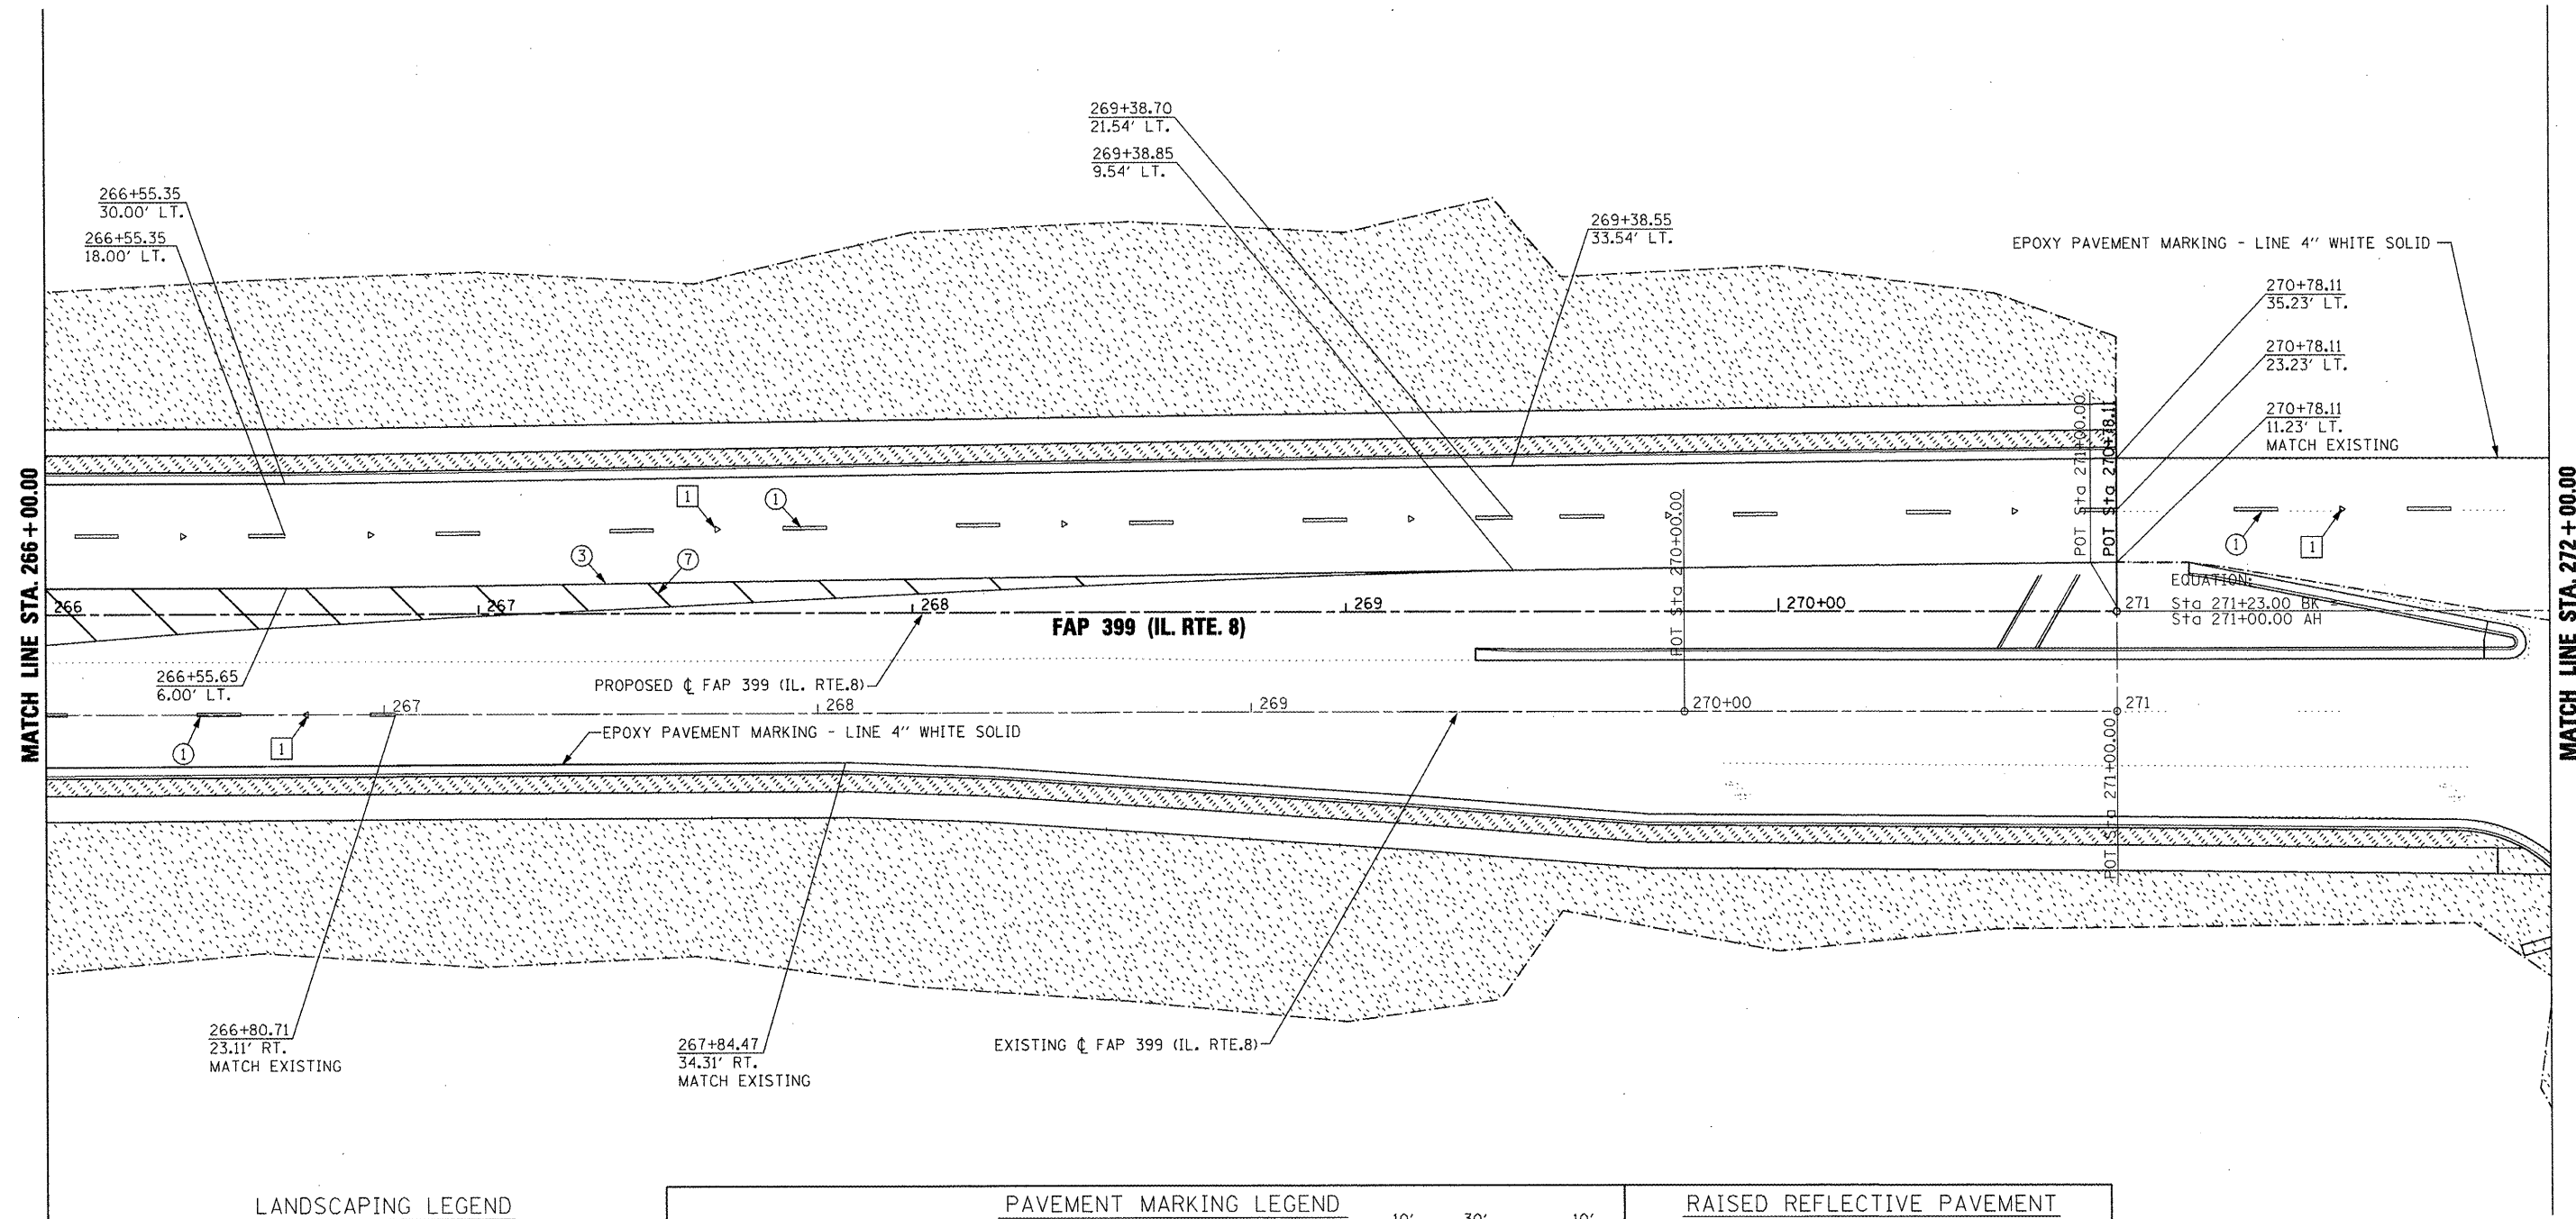 269+38.70
21.54' LT.
269+38.85
9.54' LT.
266+55.35
30.00' LT.
266+55.35
18.00' LT.
269+38.55
33.54' LT.
EPOXY PAVEMENT MARKING - LINE 4" WHITE SOLID
270+78.11
35.23' LT.
270+78.11
23.23' LT.
270+78.11
11.23' LT.
MATCH EXISTING
POT Sta 271+00.00
POT Sta 270+78.11
MATCH LINE STA. 266+00.00
MATCH LINE STA. 272+00.00
1
1
1
1
3
7
POT Sta 270+00.00
EQUATION:
Sta 271+23.00 BK =
Sta 271+00.00 AH
266
267
268
269
270+00
271
FAP 399 (IL. RTE. 8)
266+55.65
6.00' LT.
PROPOSED ℄ FAP 399 (IL. RTE.8)
267
268
269
270+00
271
1
1
EPOXY PAVEMENT MARKING - LINE 4" WHITE SOLID
POT Sta 271+00.00
266+80.71
23.11' RT.
MATCH EXISTING
267+84.47
34.31' RT.
MATCH EXISTING
EXISTING ℄ FAP 399 (IL. RTE.8)
LANDSCAPING LEGEND
PAVEMENT MARKING LEGEND
10' 30' 10'
RAISED REFLECTIVE PAVEMENT